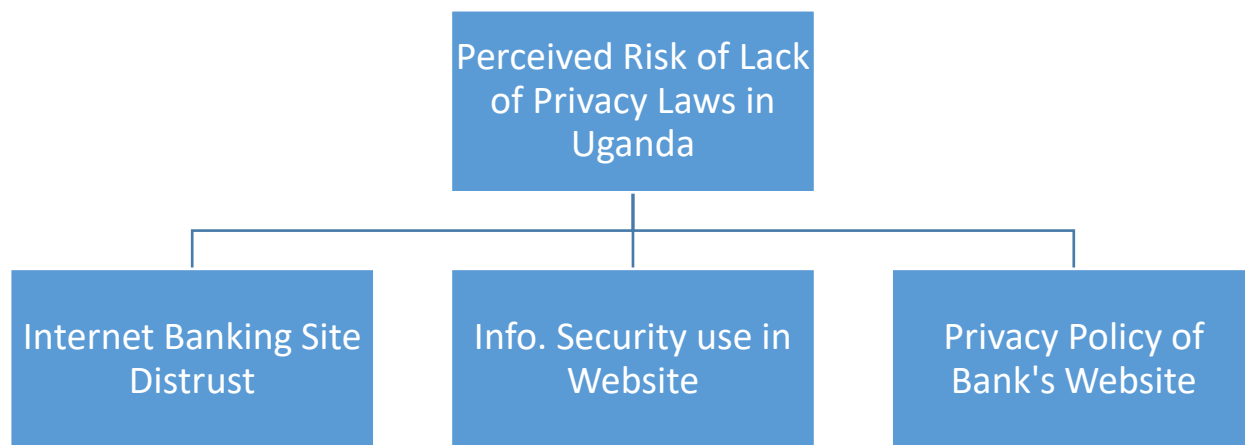 Perceived Risk of Lack
of Privacy Laws in
Uganda
Internet Banking Site
Distrust
Info. Security use in
Website
Privacy Policy of
Bank's Website